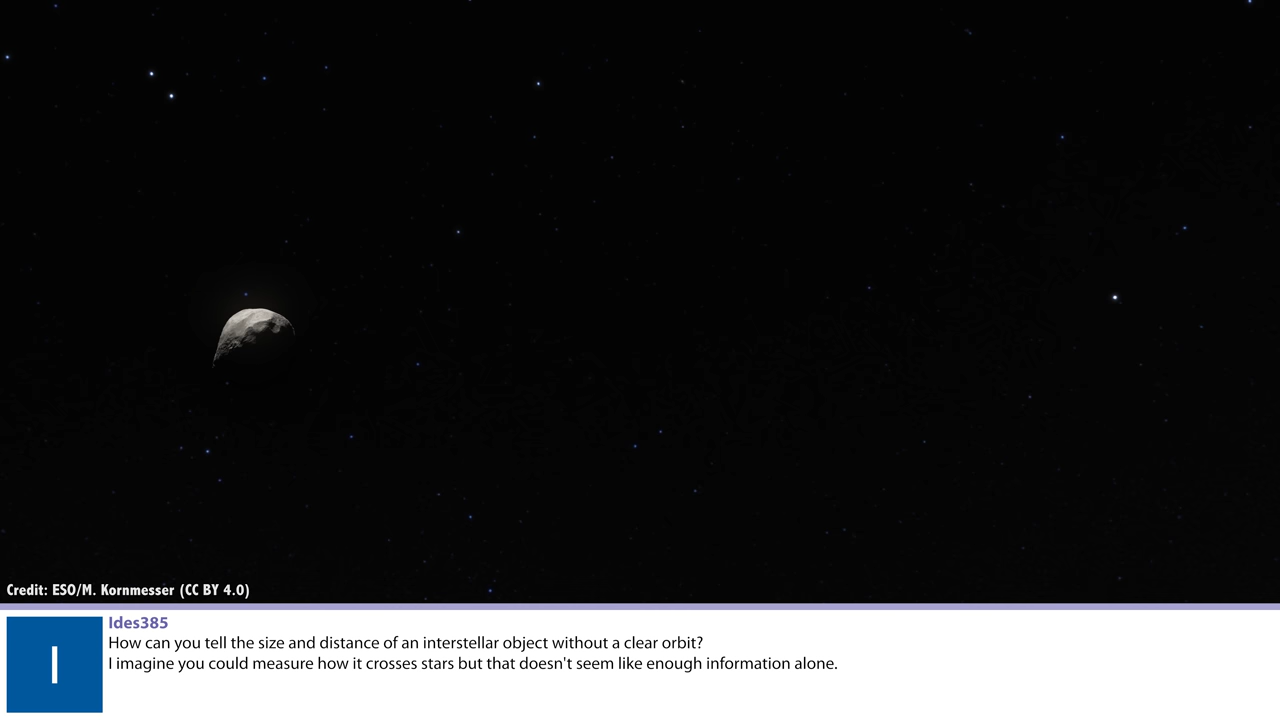 Credit: ESO/M. Kornmesser (CC BY 4.0)
I
Ides385
How can you tell the size and distance of an interstellar object without a clear orbit?
I imagine you could measure how it crosses stars but that doesn't seem like enough information alone.